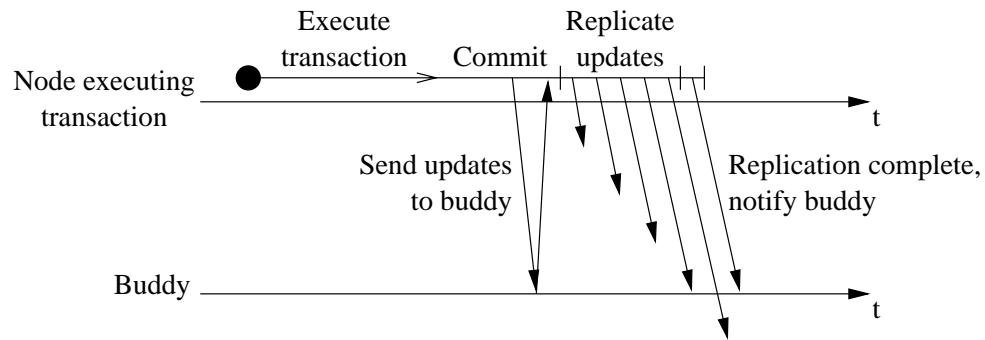 Execute
transaction
Commit
Replicate
updates
Node executing
transaction
t
Send updates
to buddy
Replication complete,
notify buddy
Buddy
t